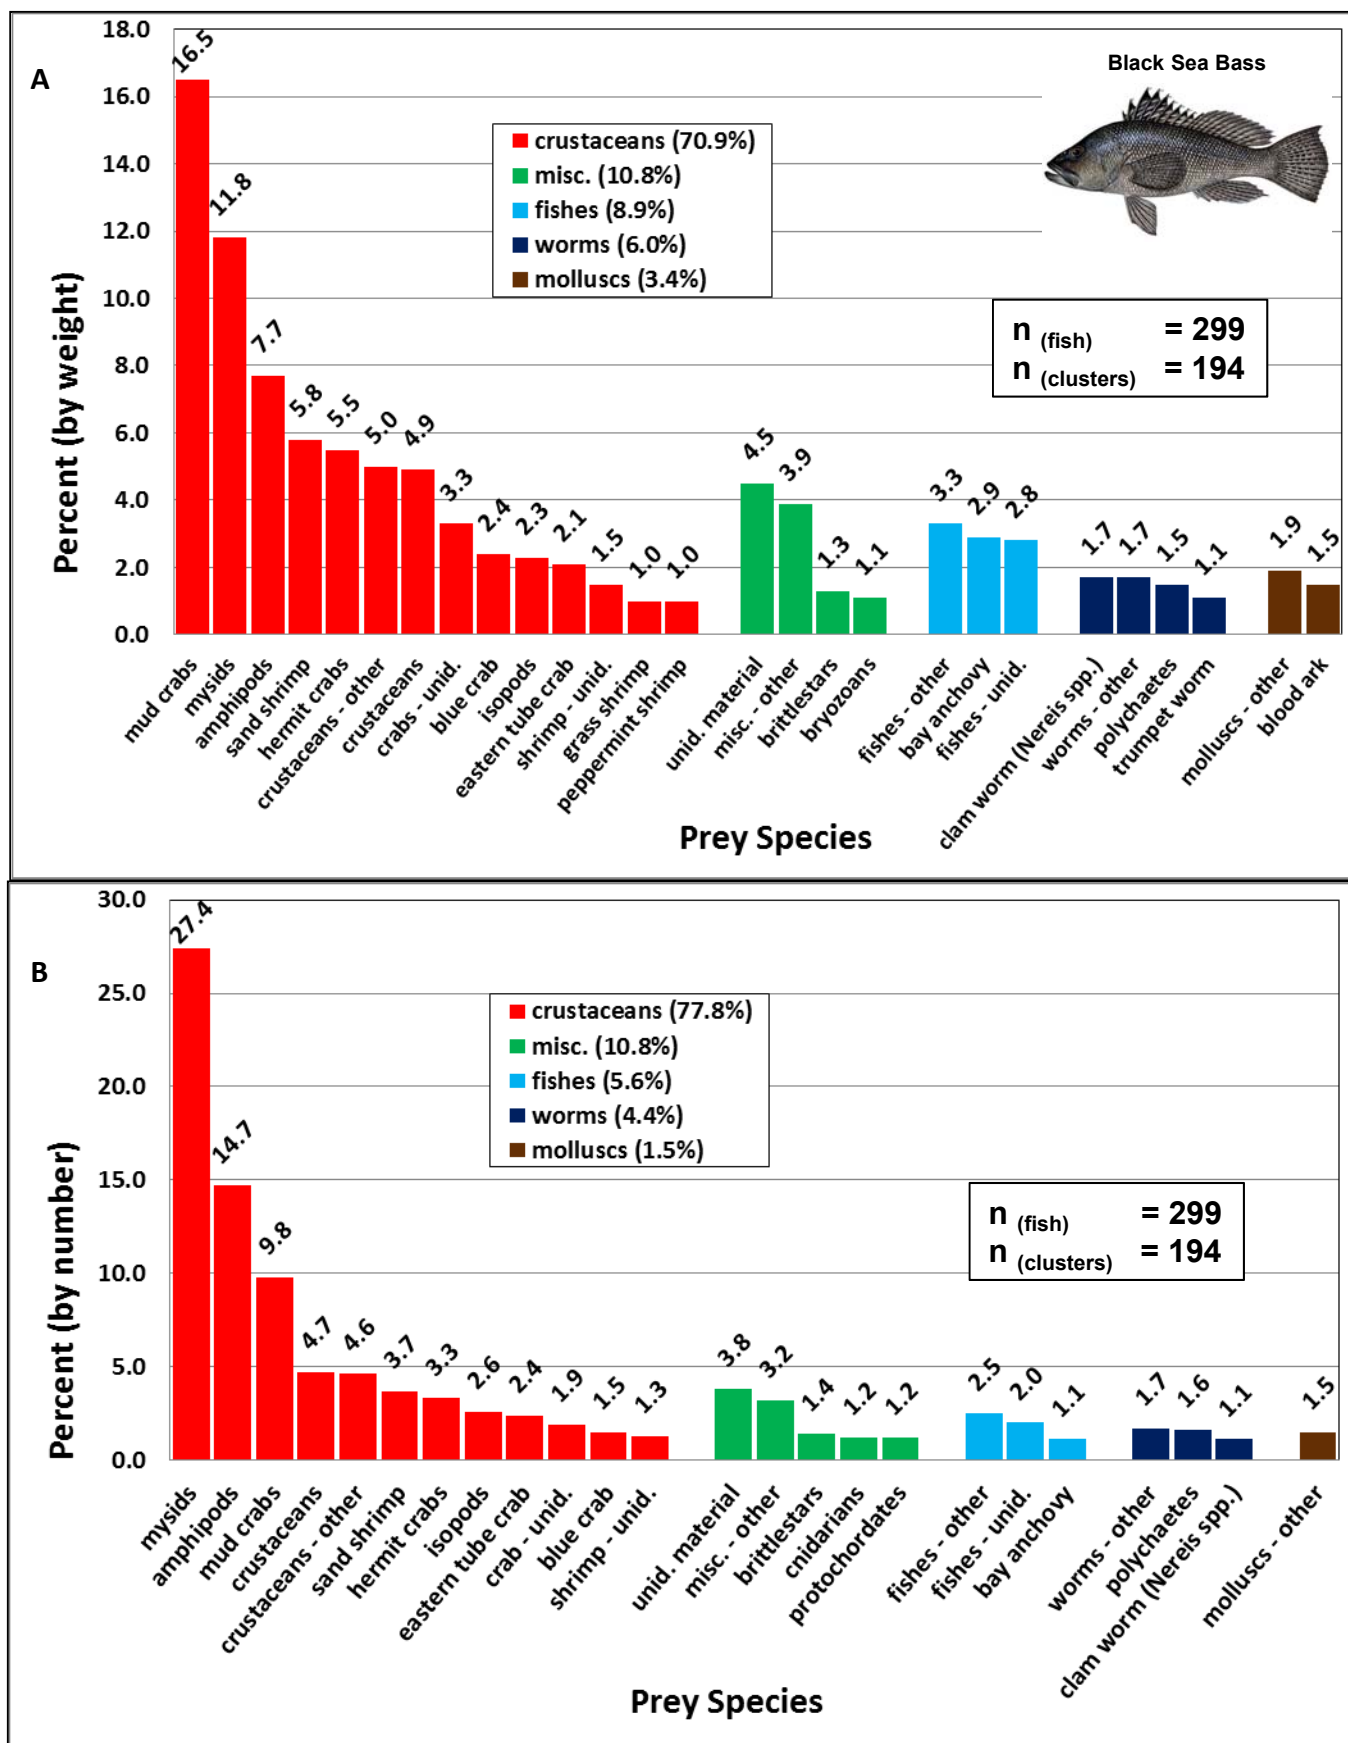 A
Black Sea Bass
Percent (by weight)
18.0
16.0
14.0
12.0
10.0
8.0
6.0
4.0
2.0
0.0
16.5
11.8
7.7
5.8
5.5
5.0
4.9
3.3
2.4
2.3
2.1
1.5
1.0
1.0
4.5
3.9
1.3
1.1
3.3
2.9
2.8
1.7
1.7
1.5
1.1
1.9
1.5
crustaceans (70.9%)
misc. (10.8%)
fishes (8.9%)
worms (6.0%)
molluscs (3.4%)
n (fish) = 299
n (clusters) = 194
mud crabs
mysids
amphipods
sand shrimp
hermit crabs
crustaceans - other
crustaceans
crabs - unid.
blue crab
isopods
eastern tube crab
shrimp - unid.
grass shrimp
peppermint shrimp
unid. material
misc. - other
brittlestars
bryozoans
fishes - other
bay anchovy
fishes - unid.
clam worm (Nereis spp.)
worms - other
polychaetes
trumpet worm
molluscs - other
blood ark
Prey Species
B
Percent (by number)
30.0
25.0
20.0
15.0
10.0
5.0
0.0
27.4
14.7
9.8
4.7
4.6
3.7
3.3
2.6
2.4
1.9
1.5
1.3
3.8
3.2
1.4
1.2
1.2
2.5
2.0
1.1
1.7
1.6
1.1
1.5
crustaceans (77.8%)
misc. (10.8%)
fishes (5.6%)
worms (4.4%)
molluscs (1.5%)
n (fish) = 299
n (clusters) = 194
mysids
amphipods
mud crabs
crustaceans
crustaceans - other
sand shrimp
hermit crabs
isopods
eastern tube crab
crab - unid.
blue crab
shrimp - unid.
unid. material
misc. - other
brittlestars
cnidarians
protochordates
fishes - other
fishes - unid.
bay anchovy
worms - other
polychaetes
clam worm (Nereis spp.)
molluscs - other
Prey Species